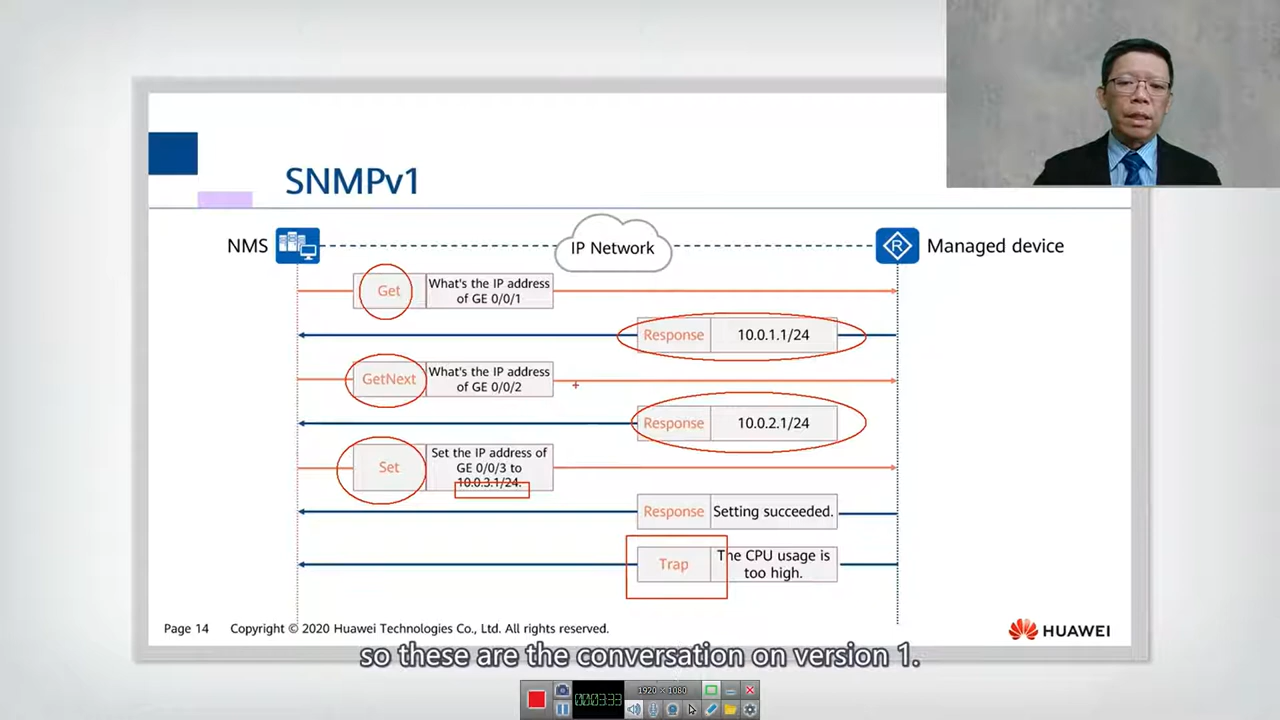 SNMPv1
NMS
IP Network
R
Managed device
Get
What's the IP address
of GE 0/0/1
Response
10.0.1.1/24
GetNext
What's the IP address
of GE 0/0/2
Response
10.0.2.1/24
Set
Set the IP address of
GE 0/0/3 to
10.0.3.1/24.
Response
Setting succeeded.
Trap
The CPU usage is
too high.
Page 14
Copyright © 2020 Huawei Technologies Co., Ltd. All rights reserved.
HUAWEI
so these are the conversation on version 1.
1920 × 1080
00:03:33